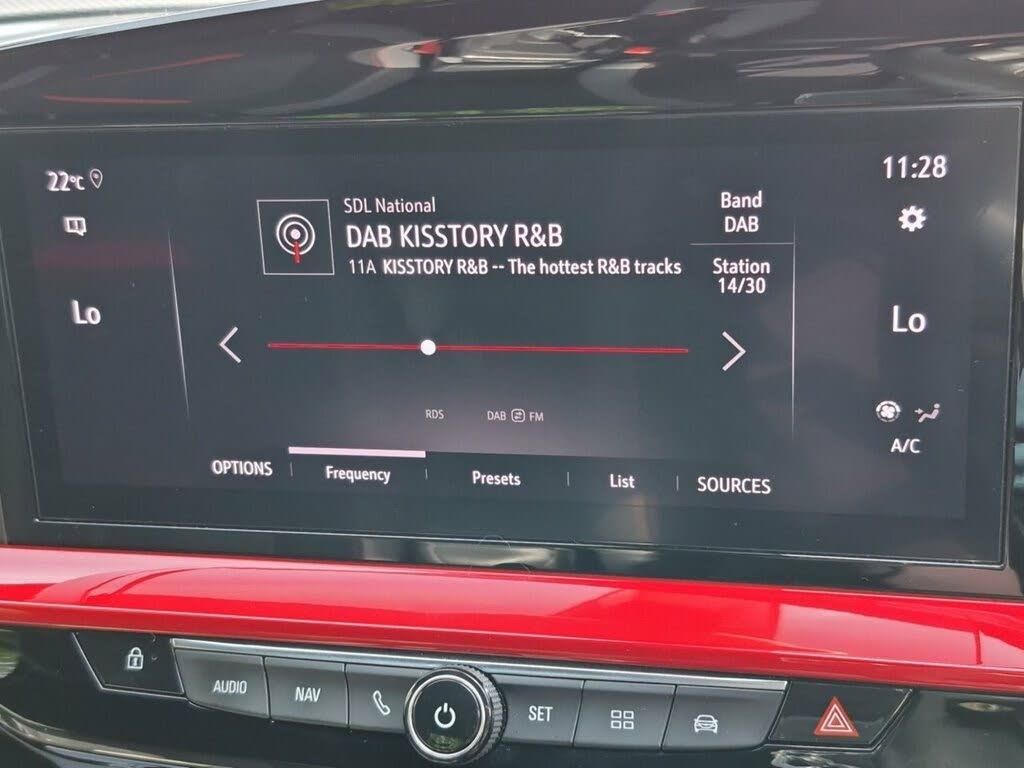 22°C
11:28
SDL National
DAB KISSTORY R&B
11A KISSTORY R&B -- The hottest R&B tracks
Band
DAB
Station
14/30
Lo
Lo
RDS
DAB FM
A/C
OPTIONS
Frequency
Presets
List
SOURCES
AUDIO
NAV
SET